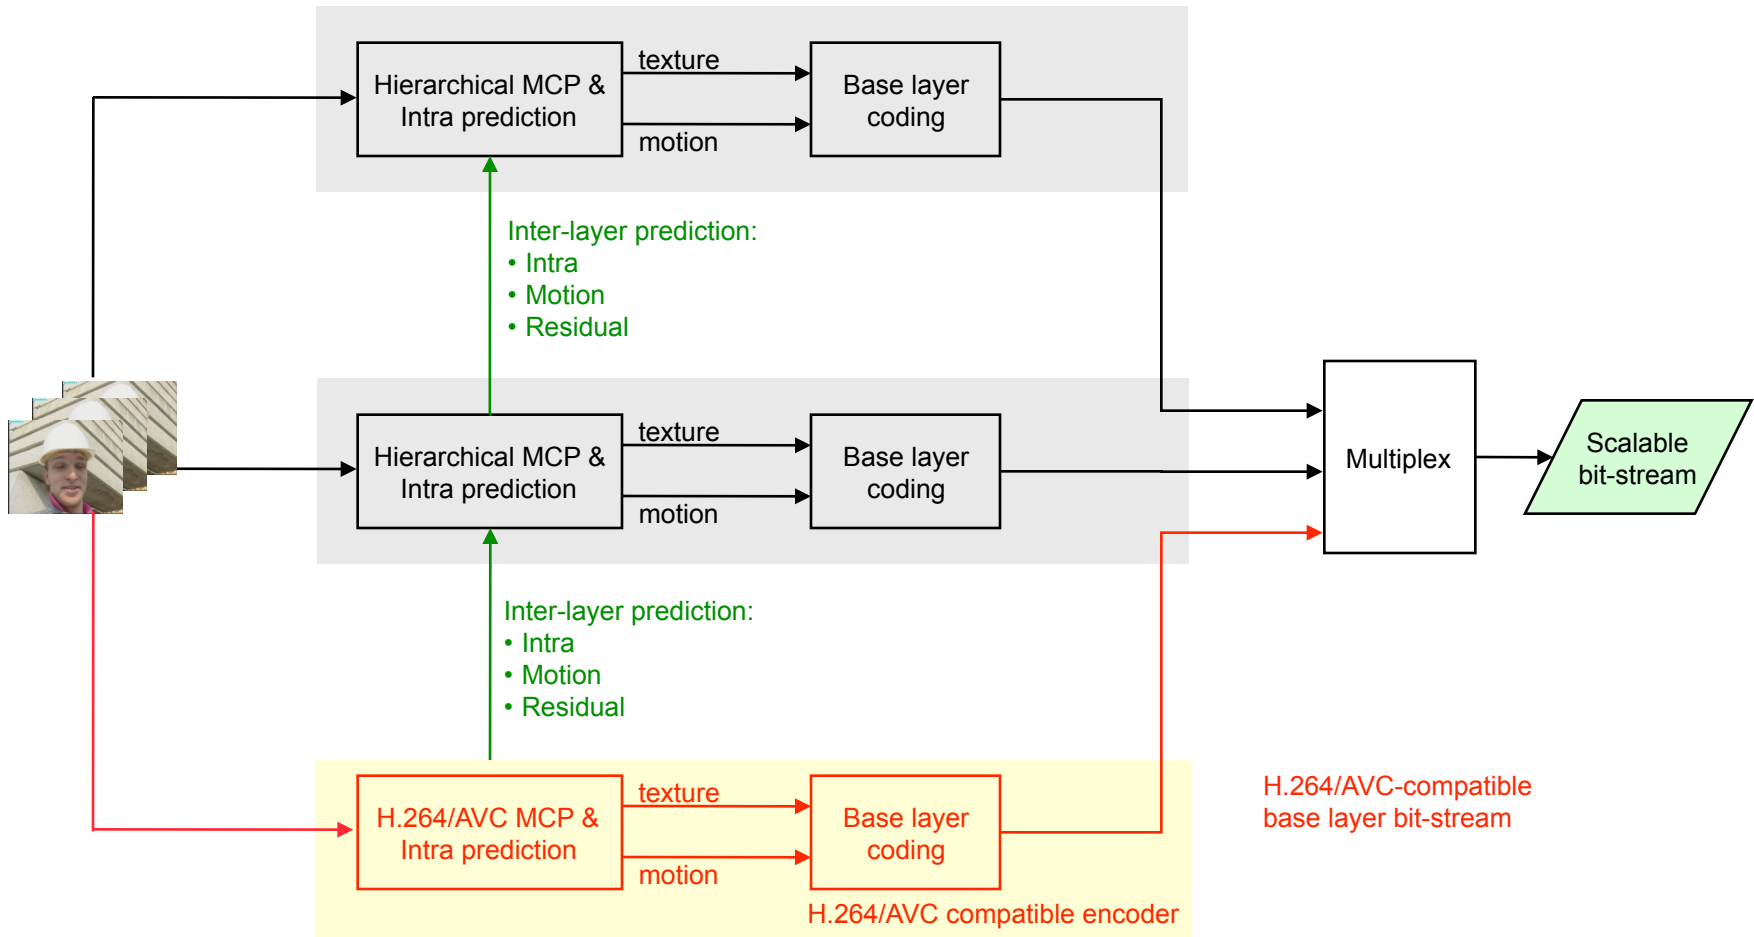 texture
Hierarchical MCP &
Intra prediction
Base layer
coding
motion
Inter-layer prediction:
• Intra
• Motion
• Residual
texture
Hierarchical MCP &
Intra prediction
Base layer
coding
motion
Multiplex
Scalable
bit-stream
Inter-layer prediction:
• Intra
• Motion
• Residual
texture
H.264/AVC MCP &
Intra prediction
Base layer
coding
motion
H.264/AVC-compatible
base layer bit-stream
H.264/AVC compatible encoder